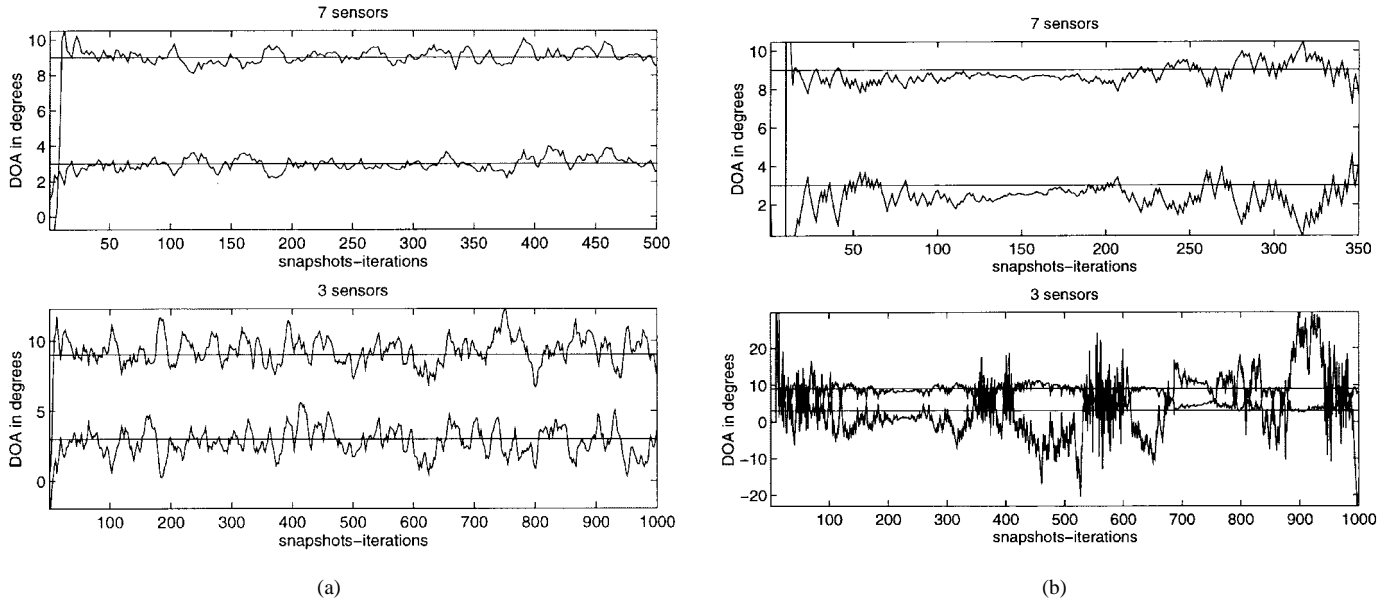 7 sensors
DOA in degrees
10
8
6
4
2
0
50 100 150 200 250 300 350 400 450 500
snapshots-iterations
3 sensors
DOA in degrees
10
5
0
100 200 300 400 500 600 700 800 900 1000
snapshots-iterations
(a)
7 sensors
DOA in degrees
10
8
6
4
2
50 100 150 200 250 300 350
snapshots-iterations
3 sensors
DOA in degrees
20
10
0
-10
-20
100 200 300 400 500 600 700 800 900 1000
snapshots-iterations
(b)